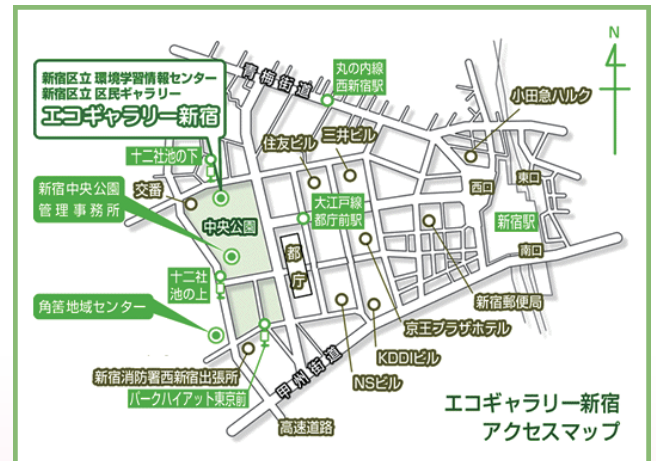 N
新宿区立 環境学習情報センター
新宿区立 区民ギャラリー
エコギャラリー新宿
青梅街道
丸の内線
西新宿駅
小田急ハルク
三井ビル
住友ビル
十二社池の下
西口
東口
新宿中央公園
管理事務所
交番
中央公園
大江戸線
都庁前駅
新宿駅
南口
都庁
十二社
池の上
新宿郵便局
角筈地域センター
京王プラザホテル
KDDIビル
新宿消防署西新宿出張所
NSビル
甲州街道
パークハイアット東京前
高速道路
エコギャラリー新宿
アクセスマップ